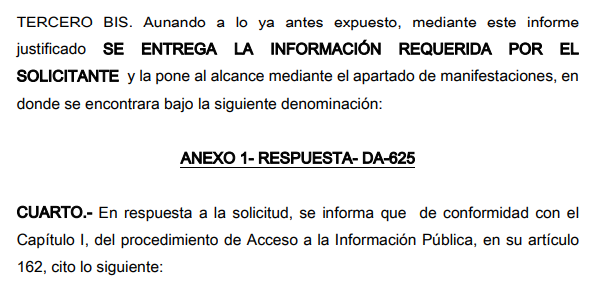 TERCERO BIS. Aunando a lo ya antes expuesto, mediante este informe
justificado SE ENTREGA LA INFORMACIÓN REQUERIDA POR EL
SOLICITANTE y la pone al alcance mediante el apartado de manifestaciones, en
donde se encontrara bajo la siguiente denominación:
ANEXO 1- RESPUESTA- DA-625
CUARTO.- En respuesta a la solicitud, se informa que de conformidad con el
Capítulo I, del procedimiento de Acceso a la Información Pública, en su artículo
162, cito lo siguiente: